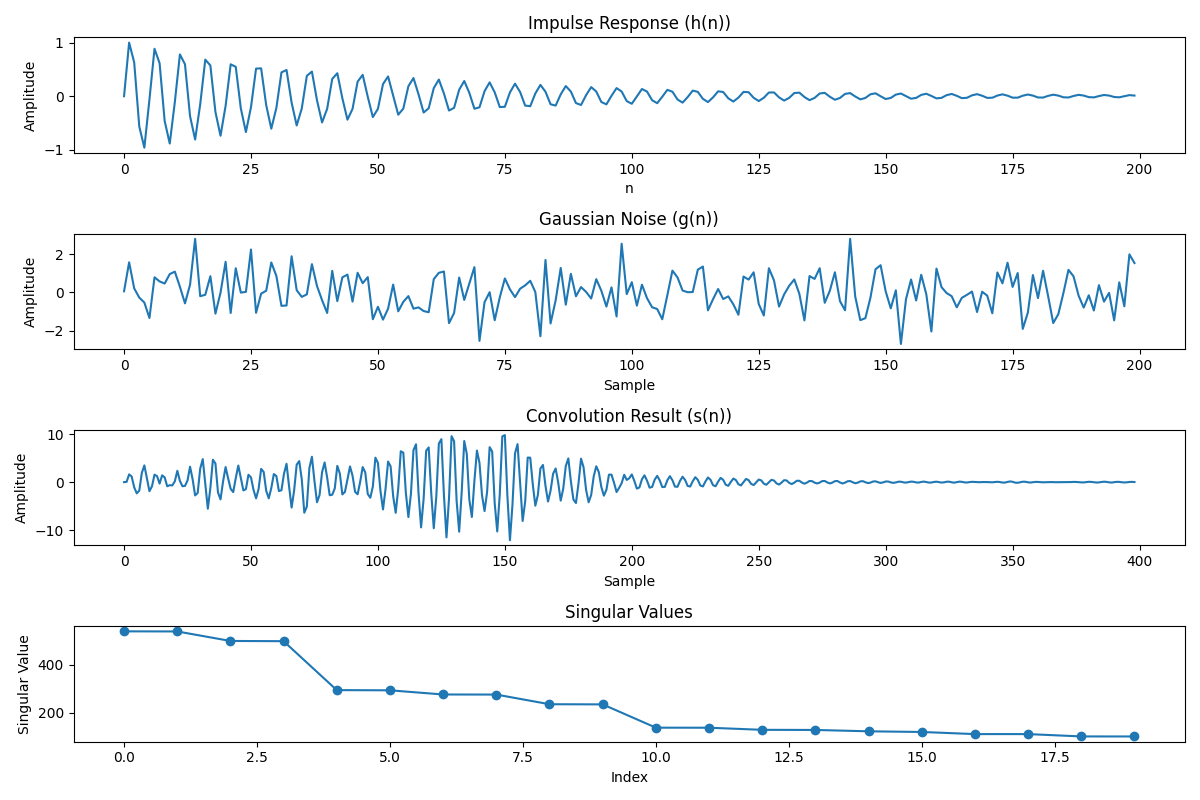 Impulse Response (h(n))
Amplitude
1
0
−1
0 25 50 75 100 125 150 175 200
n
Gaussian Noise (g(n))
Amplitude
2
0
−2
0 25 50 75 100 125 150 175 200
Sample
Convolution Result (s(n))
Amplitude
10
0
−10
0 50 100 150 200 250 300 350 400
Sample
Singular Values
Singular Value
400
200
0.0 2.5 5.0 7.5 10.0 12.5 15.0 17.5
Index